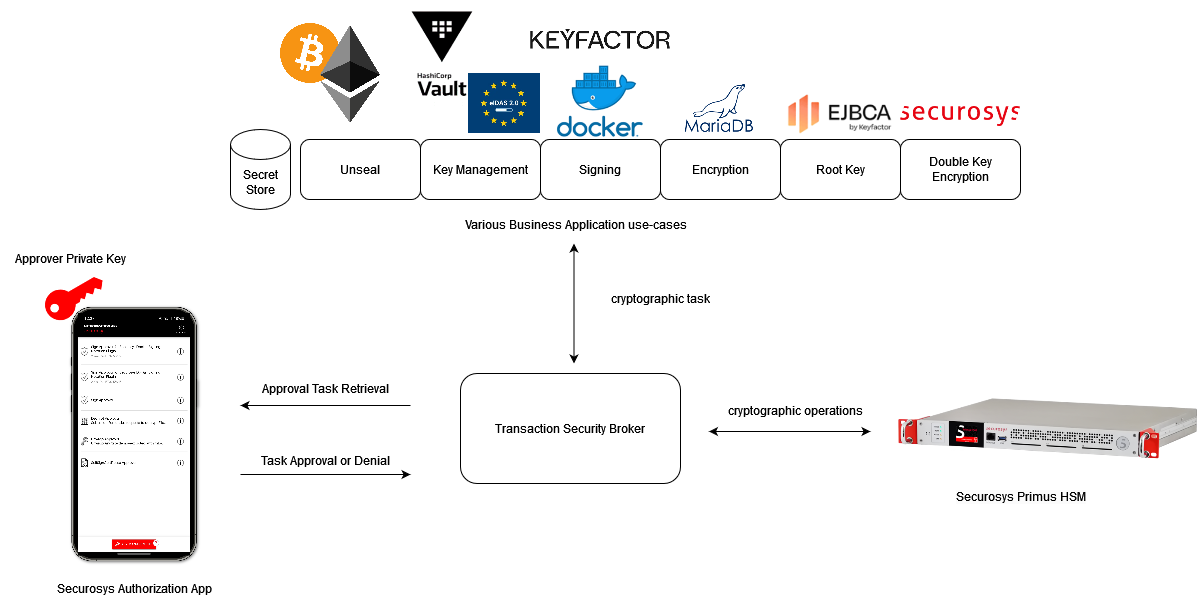 KEYFACTOR
HashiCorp
Vault
eIDAS 2.0
docker
MariaDB
EJBCA
by Keyfactor
securosys
Secret
Store
Unseal
Key Management
Signing
Encryption
Root Key
Double Key
Encryption
Various Business Application use-cases
Approver Private Key
cryptographic task
Approval Task Retrieval
Transaction Security Broker
cryptographic operations
Task Approval or Denial
securosys
Securosys Primus HSM
Securosys Authorization App